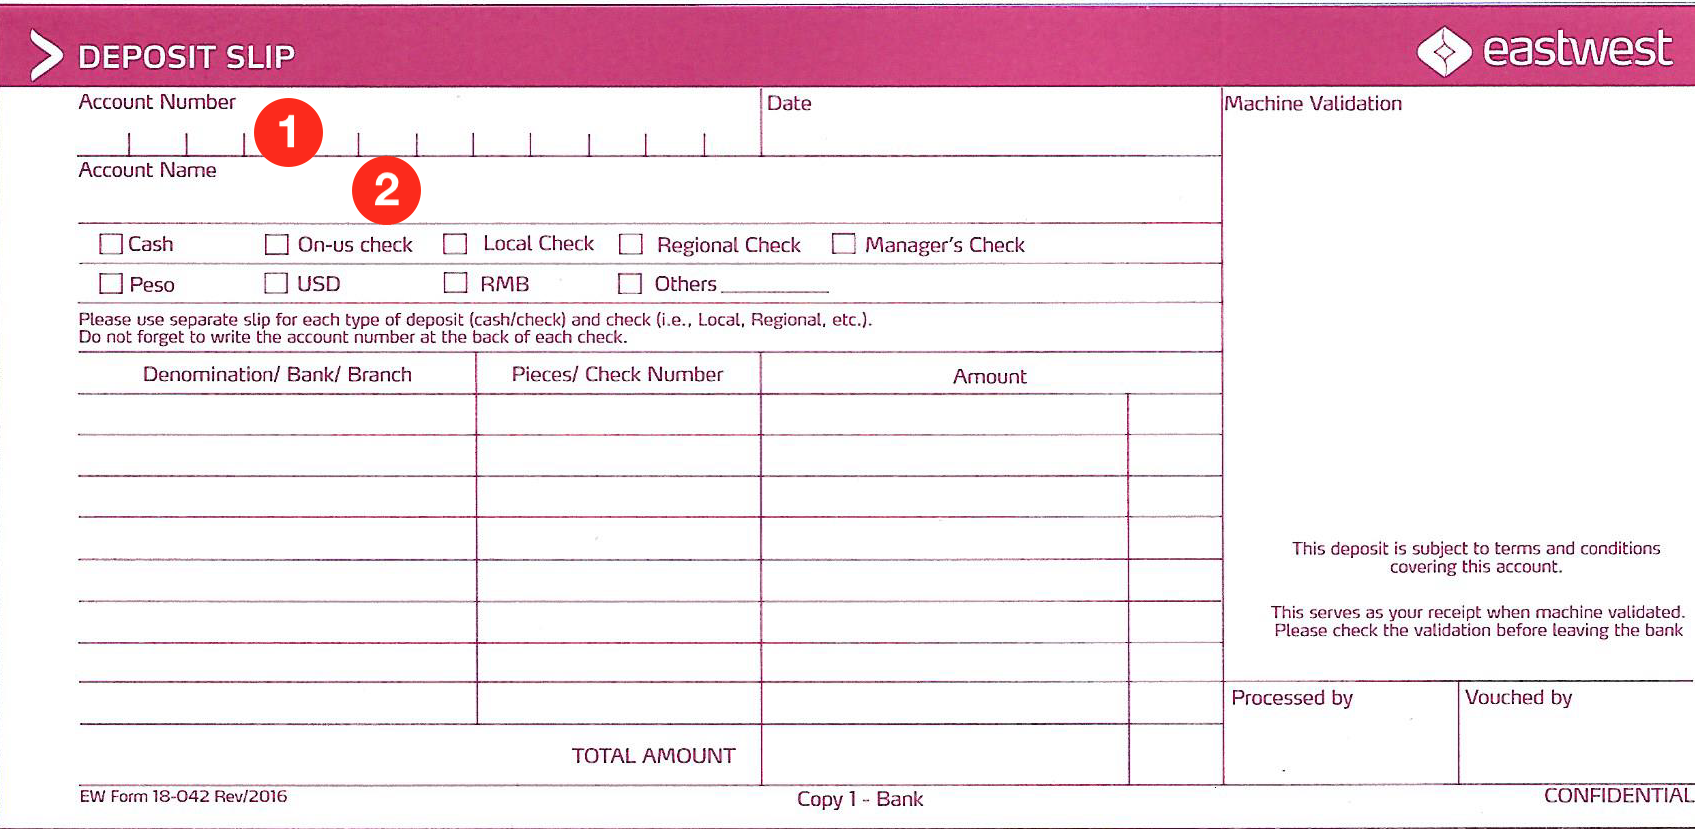 DEPOSIT SLIP
eastwest
Account Number
1
Date
Machine Validation
Account Name
2
Cash On-us check Local Check Regional Check Manager's Check
Peso USD RMB Others
Please use separate slip for each type of deposit (cash/check) and check (i.e., Local, Regional, etc.).
Do not forget to write the account number at the back of each check.
Denomination/ Bank/ Branch Pieces/ Check Number Amount
This deposit is subject to terms and conditions
covering this account.
This serves as your receipt when machine validated.
Please check the validation before leaving the bank
Processed by Vouched by
TOTAL AMOUNT
EW Form 18-042 Rev/2016 Copy 1 - Bank CONFIDENTIAL